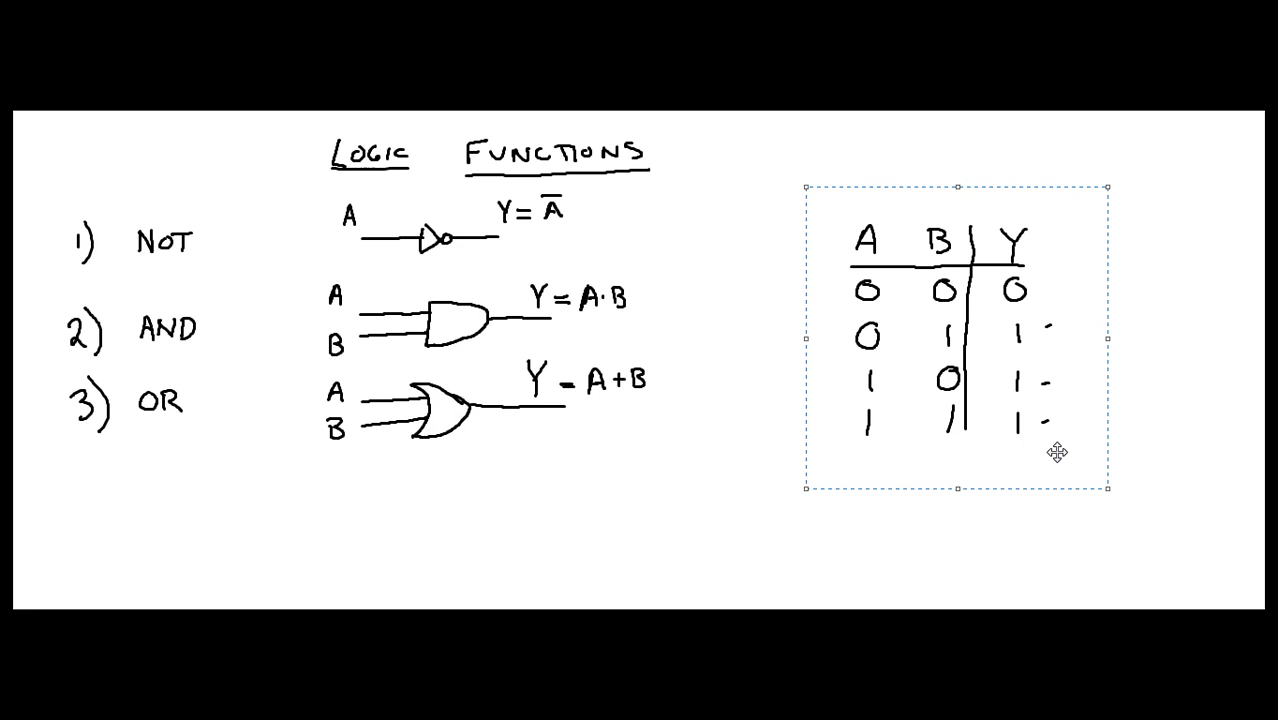 LOGIC FUNCTIONS
1) NOT A Y = A̅
2) AND A B Y = A·B
3) OR A B Y = A+B
A B Y
0 0 0
0 1 1 -
1 0 1 -
1 1 1 -